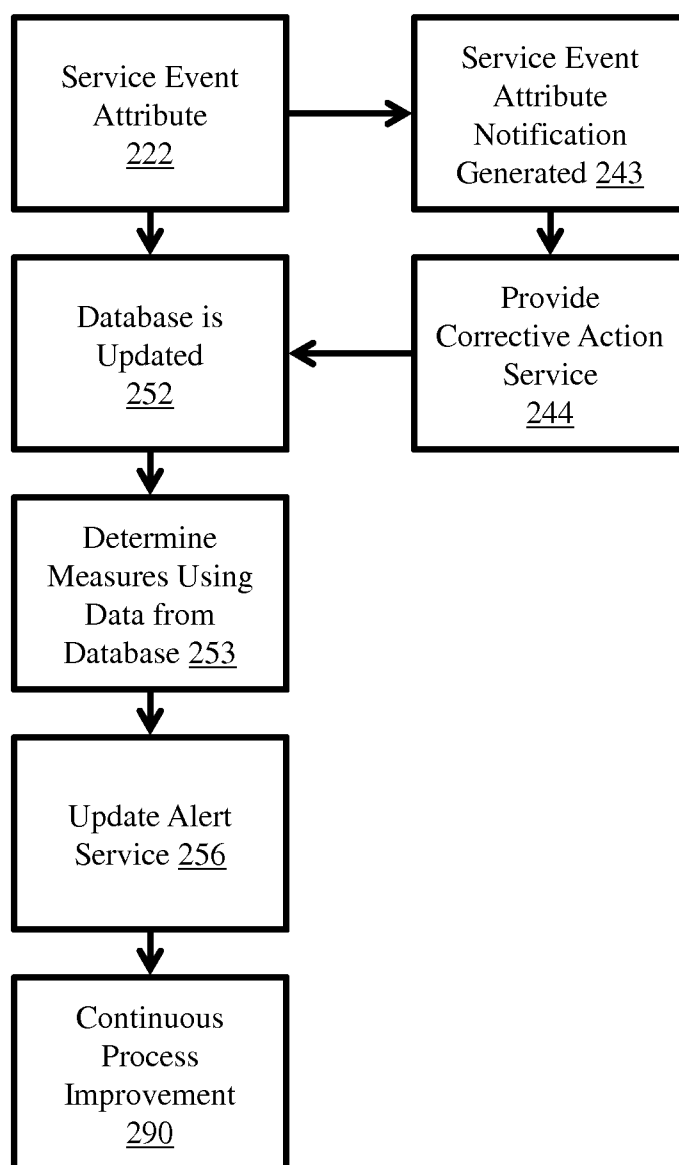 Service Event
Attribute
222
Service Event
Attribute
Notification
Generated 243
Database is
Updated
252
Provide
Corrective Action
Service
244
Determine
Measures Using
Data from
Database 253
Update Alert
Service 256
Continuous
Process
Improvement
290